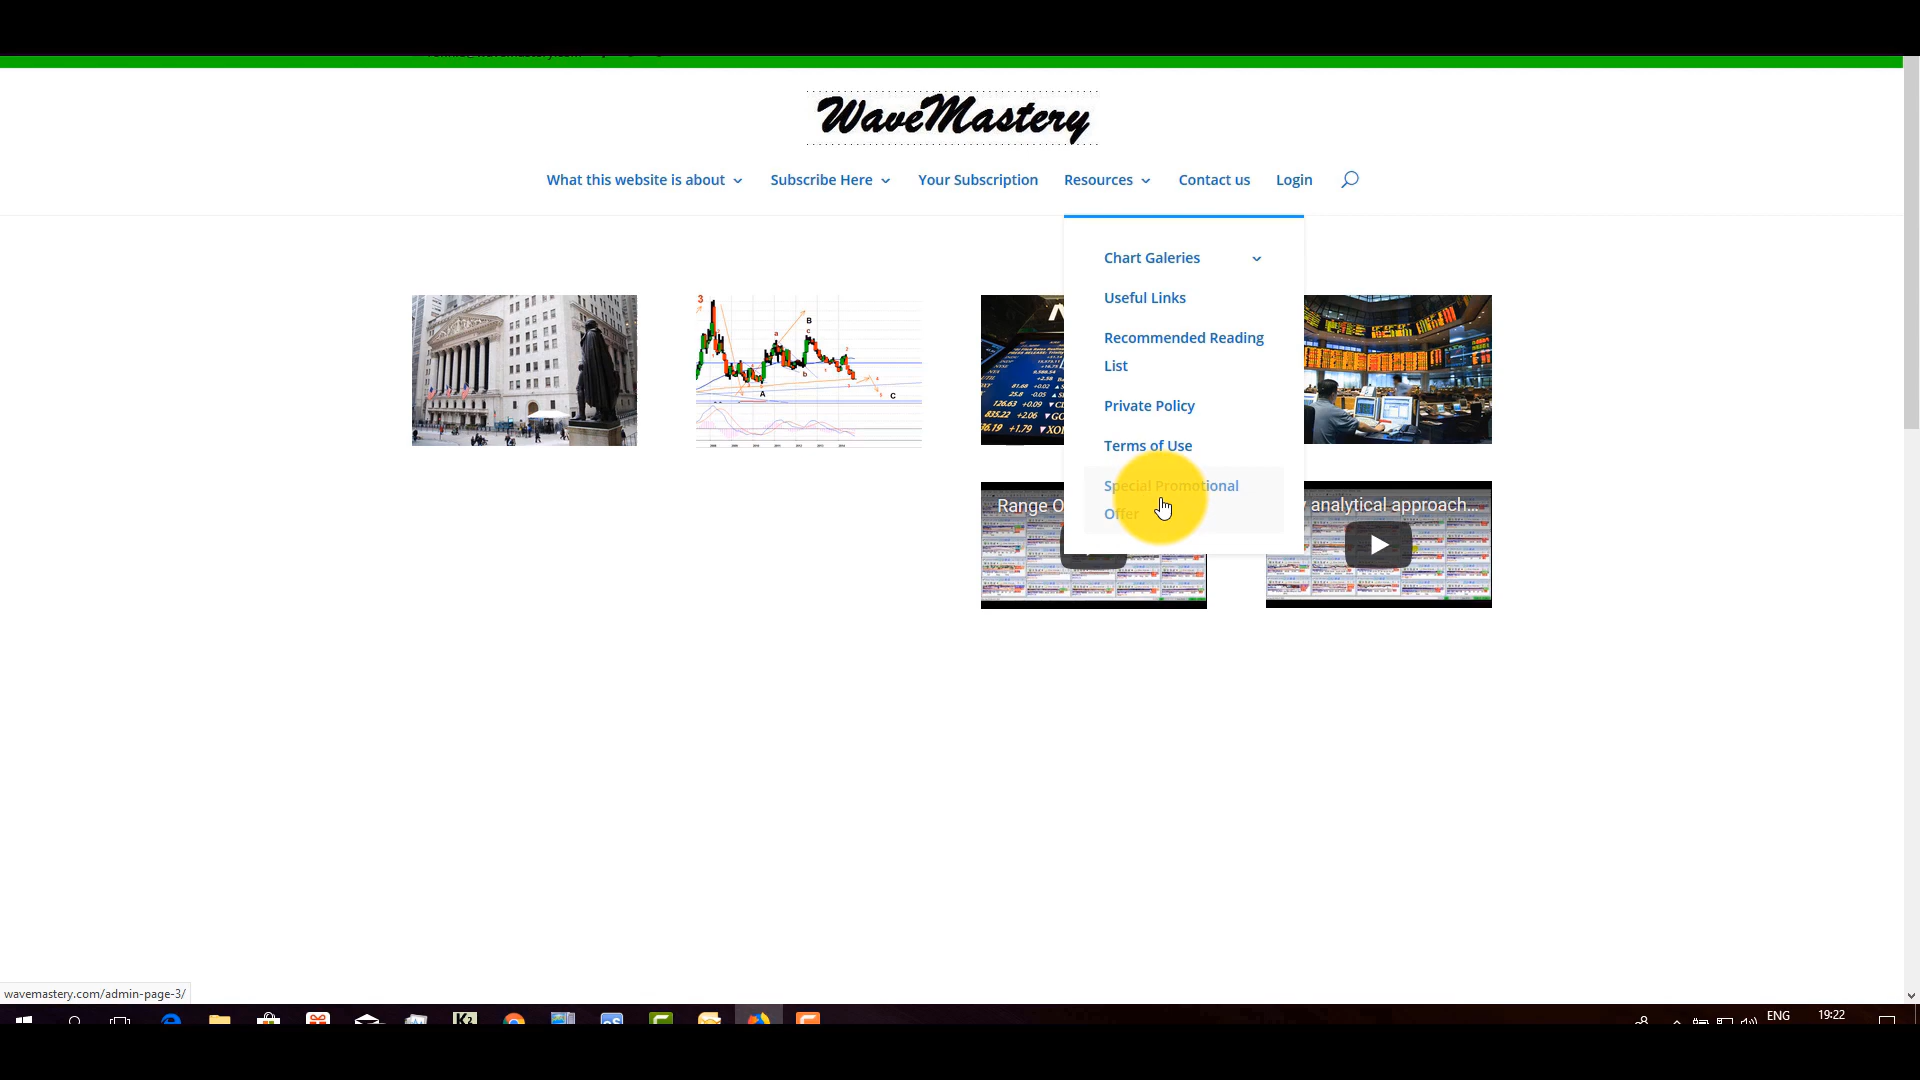 WaveMastery
What this website is about
Subscribe Here
Your Subscription
Resources
Contact us
Login
Chart Galeries
Useful Links
Recommended Reading
List
Private Policy
Terms of Use
Special Promotional
Offer
3
B
A
C
Range O
analytical approach...
wavemastery.com/admin-page-3/
ENG
19:22